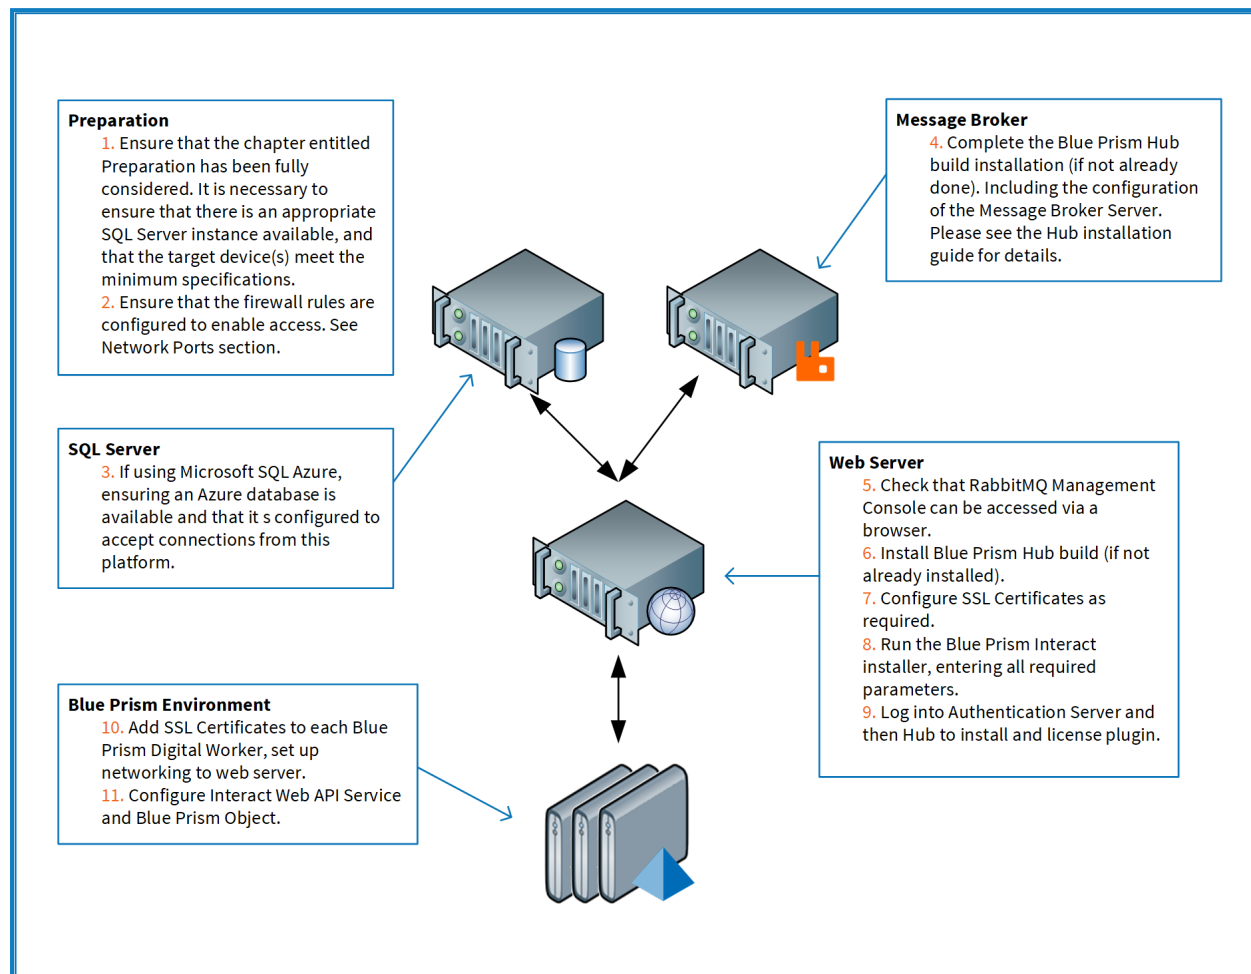 Preparation
1. Ensure that the chapter entitled
Preparation has been fully
considered. It is necessary to
ensure that there is an appropriate
SQL Server instance available, and
that the target device(s) meet the
minimum specifications.
2. Ensure that the firewall rules are
configured to enable access. See
Network Ports section.
Message Broker
4. Complete the Blue Prism Hub
build installation (if not already
done). Including the configuration
of the Message Broker Server.
Please see the Hub installation
guide for details.
SQL Server
3. If using Microsoft SQL Azure,
ensuring an Azure database is
available and that it s configured to
accept connections from this
platform.
Web Server
5. Check that RabbitMQ Management
Console can be accessed via a
browser.
6. Install Blue Prism Hub build (if not
already installed).
7. Configure SSL Certificates as
required.
8. Run the Blue Prism Interact
installer, entering all required
parameters.
9. Log into Authentication Server and
then Hub to install and license plugin.
Blue Prism Environment
10. Add SSL Certificates to each Blue
Prism Digital Worker, set up
networking to web server.
11. Configure Interact Web API Service
and Blue Prism Object.